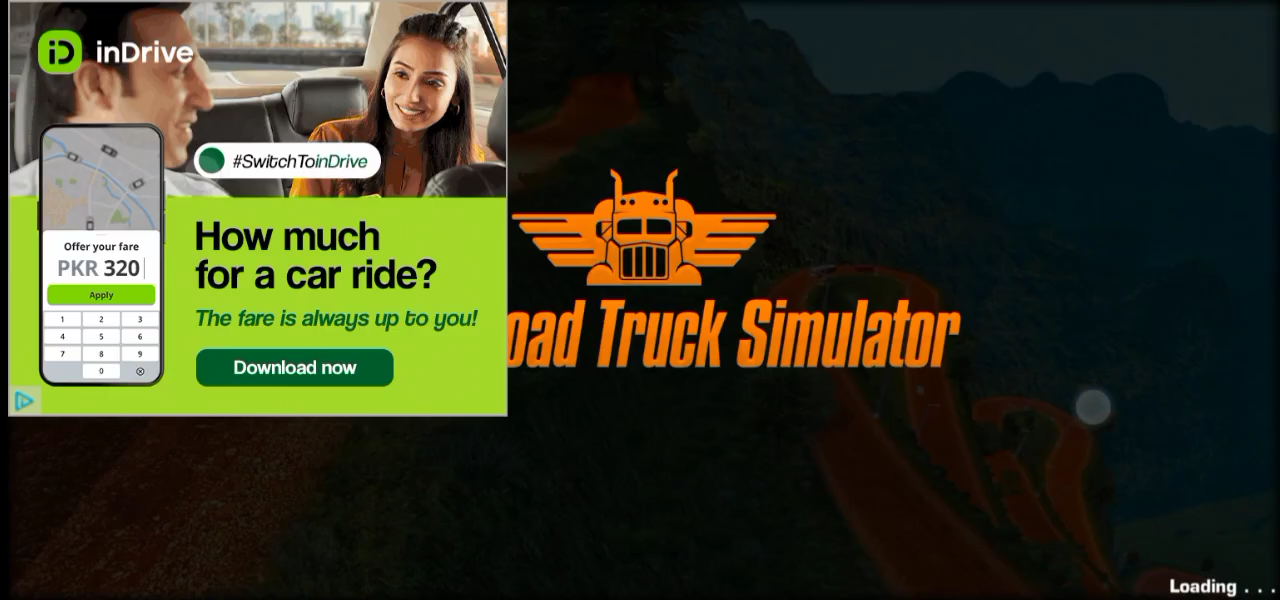 inDrive
#SwitchToinDrive
Offer your fare
PKR 320
Apply
1 2 3
4 5 6
7 8 9
0
How much
for a car ride?
The fare is always up to you!
Download now
oad Truck Simulator
Loading . . .